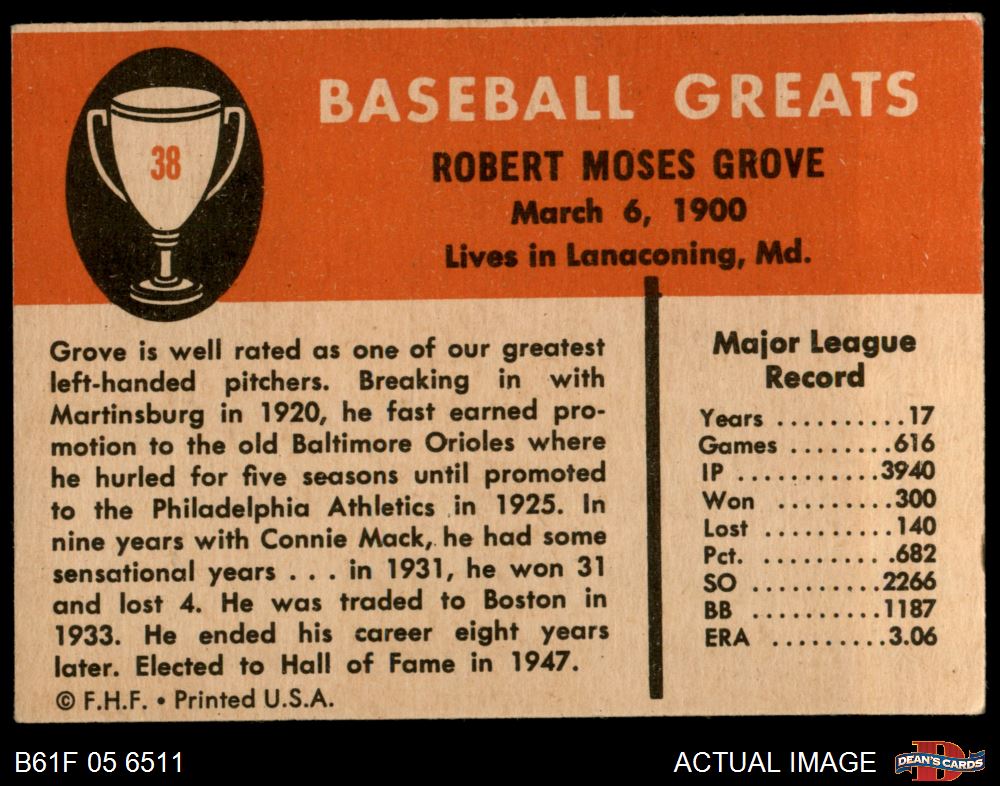 38
BASEBALL GREATS
ROBERT MOSES GROVE
March 6, 1900
Lives in Lanaconing, Md.
Grove is well rated as one of our greatest
left-handed pitchers. Breaking in with
Martinsburg in 1920, he fast earned pro-
motion to the old Baltimore Orioles where
he hurled for five seasons until promoted
to the Philadelphia Athletics in 1925. In
nine years with Connie Mack, he had some
sensational years . . . in 1931, he won 31
and lost 4. He was traded to Boston in
1933. He ended his career eight years
later. Elected to Hall of Fame in 1947.
© F.H.F. • Printed U.S.A.
Major League
Record
Years ..........17
Games ........616
IP ...........3940
Won .........300
Lost ..........140
Pct. ..........682
SO ..........2266
BB ..........1187
ERA .........3.06
B61F 05 6511
ACTUAL IMAGE
D
DEAN'S CARDS